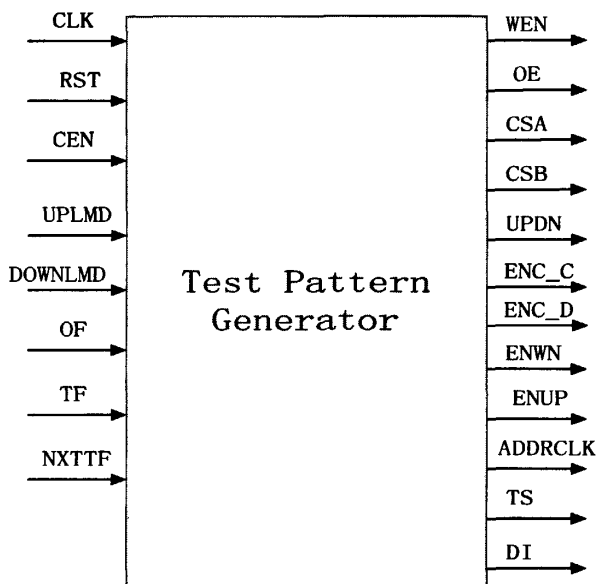 CLK
RST
CEN
UPLMD
DOWNLMD
OF
TF
NXTTF
Test Pattern
Generator
WEN
OE
CSA
CSB
UPDN
ENC_C
ENC_D
ENWN
ENUP
ADDRCLK
TS
DI